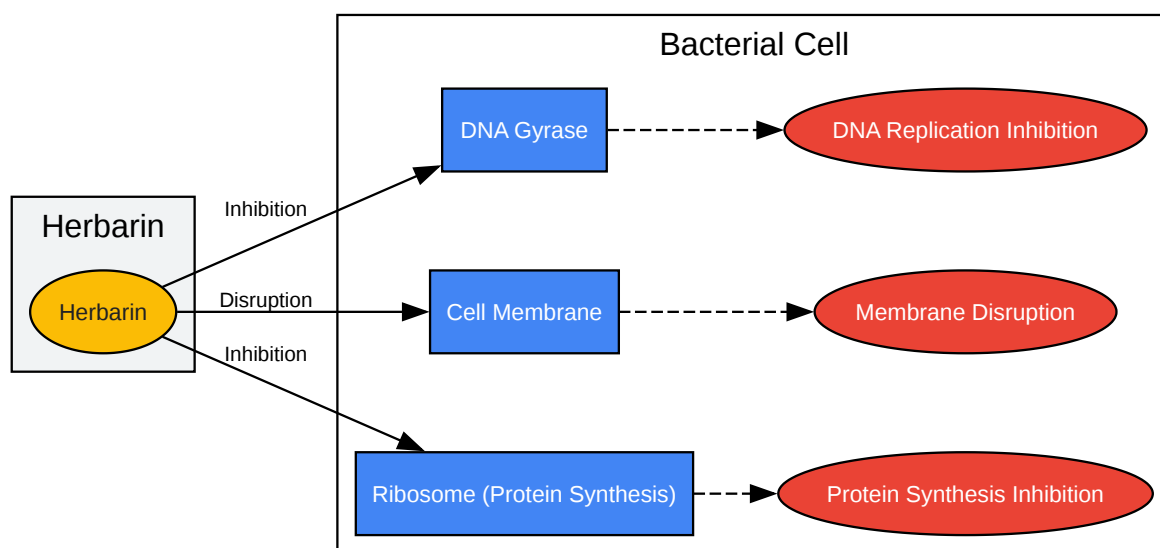 Bacterial Cell
DNA Gyrase
DNA Replication Inhibition
Inhibition
Herbarin
Herbarin
Disruption
Cell Membrane
Membrane Disruption
Inhibition
Ribosome (Protein Synthesis)
Protein Synthesis Inhibition